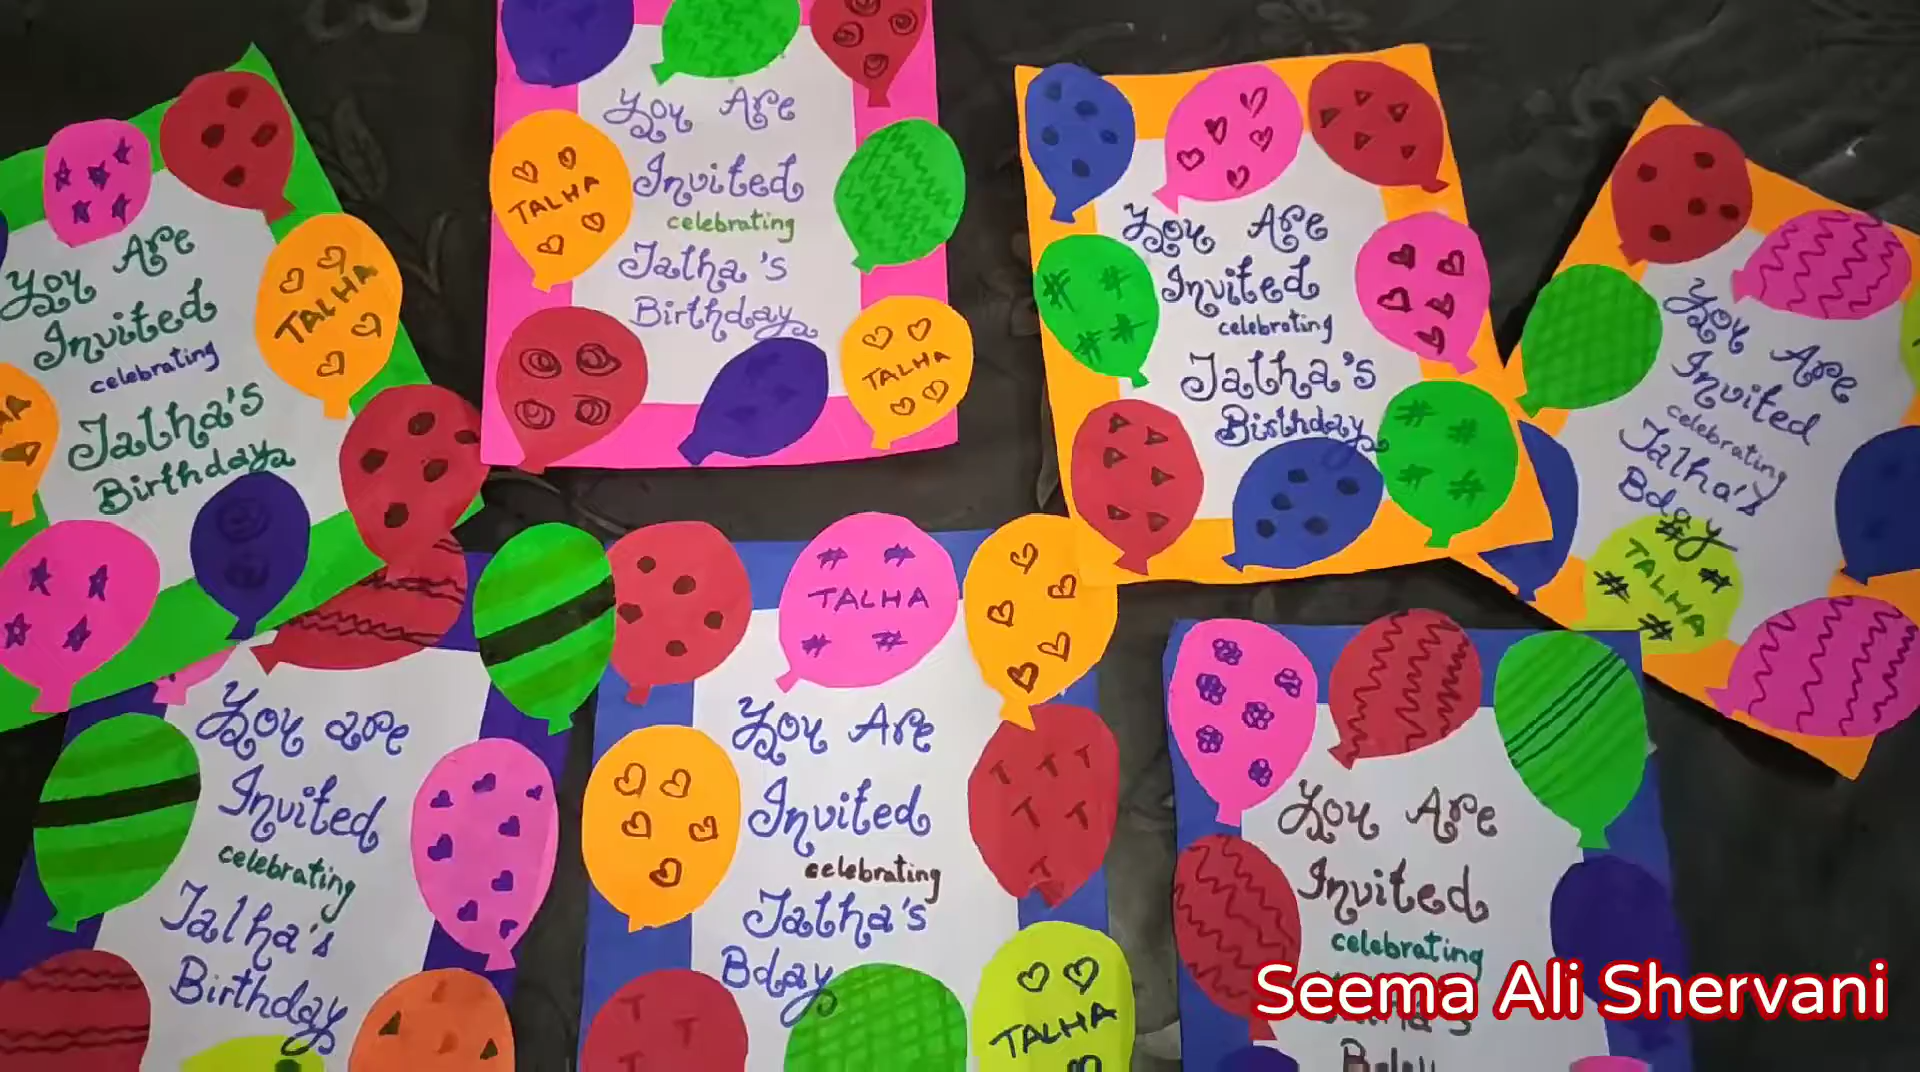 You Are
Invited
celebrating
Talha's
Birthday
TALHA
You Are
Invited
celebrating
Talha's
Birthday
TALHA
TALHA
You Are
Invited
celebrating
Talha's
Birthday
You Are
Invited
celebrating
Talha's
Bday
TALHA
You are
Invited
celebrating
Talha's
Birthday
TALHA
You Are
Invited
celebrating
Talha's
Bday
T T T
T T
T
T T
T
TALHA
You Are
Invited
celebrating
Talha's
Bday
Seema Ali Shervani